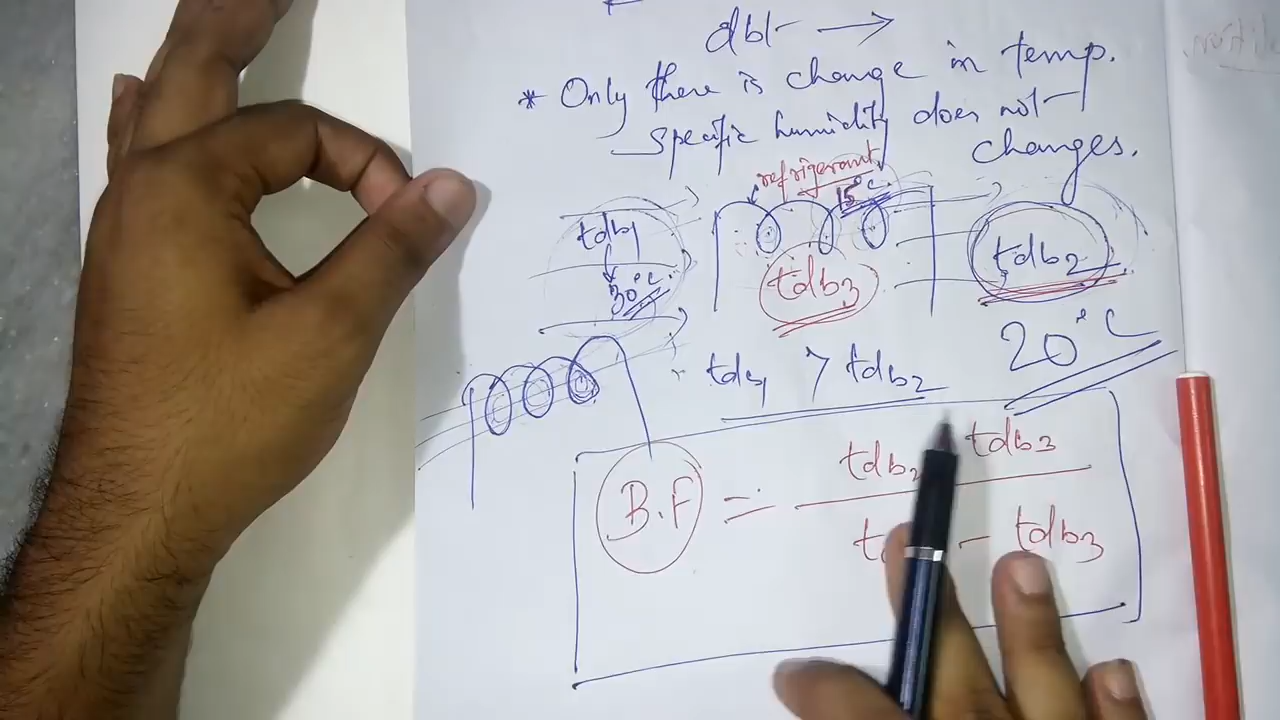 dbt →
* Only there is change in temp.
specific humidity does not changes.
refrigerant
15°C
tdb1
30°C
tdb3
tdb2
20°C
tdb1 > tdb2
B.F = tdb2 tdb3
- tdb3